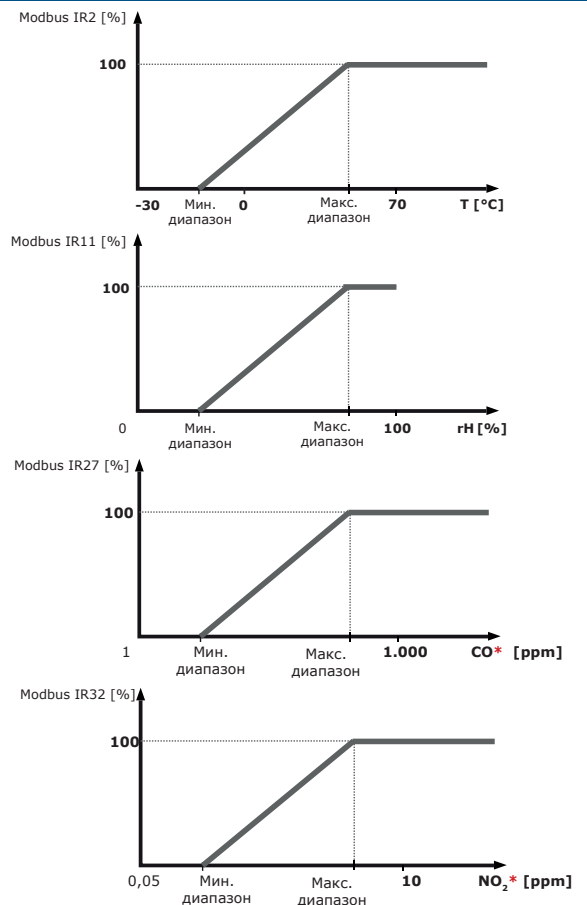 Modbus IR2 [%]
100
-30 Мин. диапазон 0 Макс. диапазон 70 T [°C]
Modbus IR11 [%]
100
0 Мин. диапазон Макс. диапазон 100 rH [%]
Modbus IR27 [%]
100
1 Мин. диапазон Макс. диапазон 1.000 CO* [ppm]
Modbus IR32 [%]
100
0,05 Мин. диапазон Макс. диапазон 10 NO₂* [ppm]